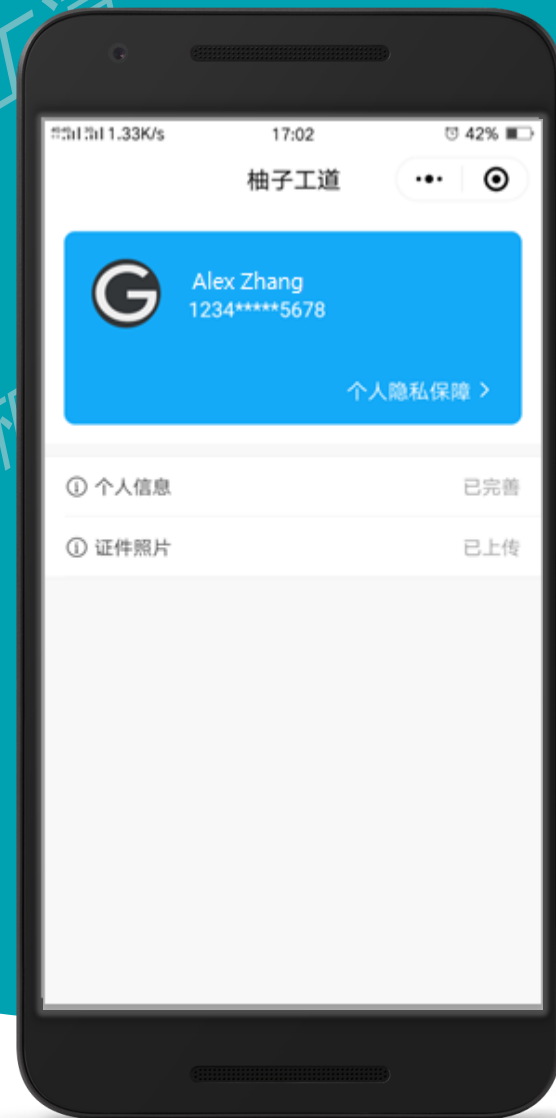 1.33K/s
17:02
42%
柚子工道
G
Alex Zhang
1234*****5678
个人隐私保障
个人信息
已完善
证件照片
已上传